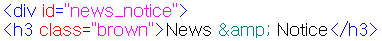 <div id="news_notice">
<h3 class="brown">News &amp; Notice</h3>